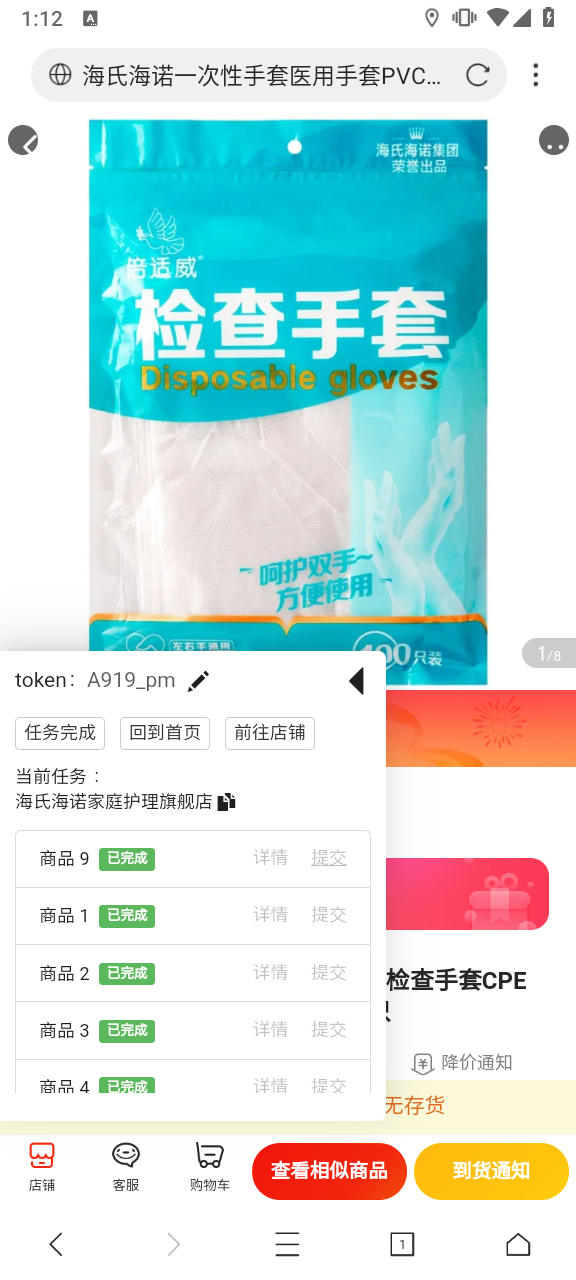 1:12
A
海氏海诺一次性手套医用手套PVC...
海氏海诺集团
荣誉出品
倍适威
检查手套
Disposable gloves
呵护双手~
方便使用
左右手通用
100只装
1/8
token: A919_pm
任务完成 回到首页 前往店铺
当前任务：
海氏海诺家庭护理旗舰店
商品 9 已完成 详情 提交
商品 1 已完成 详情 提交
商品 2 已完成 详情 提交
商品 3 已完成 详情 提交
商品 4 已完成 详情 提交
检查手套CPE
降价通知
无存货
店铺 客服 购物车 查看相似商品 到货通知
1